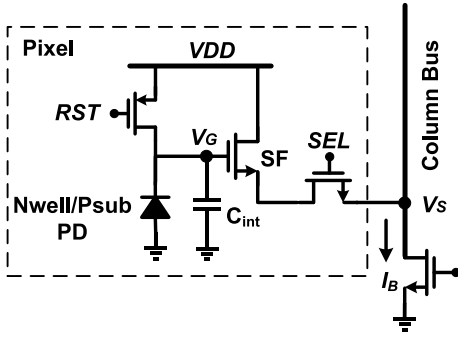 Pixel
VDD
RST
VG
SF
SEL
Nwell/Psub
PD
Cint
Column Bus
VS
IB